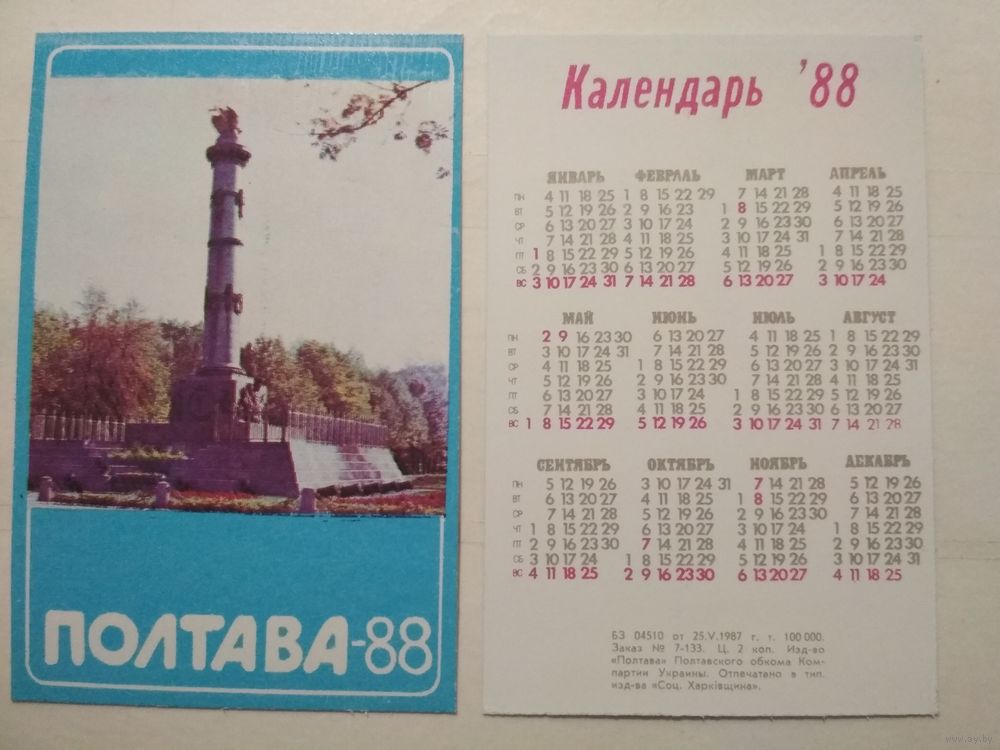 ПОЛТАВА-88
Календарь '88
ЯНВАРЬ ФЕВРАЛЬ МАРТ АПРЕЛЬ
ПН 4 11 18 25 1 8 15 22 29 7 14 21 28 4 11 18 25
ВТ 5 12 19 26 2 9 16 23 1 8 15 22 29 5 12 19 26
СР 6 13 20 27 3 10 17 24 2 9 16 23 30 6 13 20 27
ЧТ 7 14 21 28 4 11 18 25 3 10 17 24 31 7 14 21 28
ПТ 1 8 15 22 29 5 12 19 26 4 11 18 25 1 8 15 22 29
СБ 2 9 16 23 30 6 13 20 27 5 12 19 26 2 9 16 23 30
ВС 3 10 17 24 31 7 14 21 28 6 13 20 27 3 10 17 24
МАЙ ИЮНЬ ИЮЛЬ АВГУСТ
ПН 2 9 16 23 30 6 13 20 27 4 11 18 25 1 8 15 22 29
ВТ 3 10 17 24 31 7 14 21 28 5 12 19 26 2 9 16 23 30
СР 4 11 18 25 1 8 15 22 29 6 13 20 27 3 10 17 24 31
ЧТ 5 12 19 26 2 9 16 23 30 7 14 21 28 4 11 18 25
ПТ 6 13 20 27 3 10 17 24 1 8 15 22 29 5 12 19 26
СБ 7 14 21 28 4 11 18 25 2 9 16 23 30 6 13 20 27
ВС 1 8 15 22 29 5 12 19 26 3 10 17 24 31 7 14 21 28
СЕНТЯБРЬ ОКТЯБРЬ НОЯБРЬ ДЕКАБРЬ
ПН 5 12 19 26 3 10 17 24 31 7 14 21 28 5 12 19 26
ВТ 6 13 20 27 4 11 18 25 1 8 15 22 29 6 13 20 27
СР 7 14 21 28 5 12 19 26 2 9 16 23 30 7 14 21 28
ЧТ 1 8 15 22 29 6 13 20 27 3 10 17 24 1 8 15 22 29
ПТ 2 9 16 23 30 7 14 21 28 4 11 18 25 2 9 16 23 30
СБ 3 10 17 24 1 8 15 22 29 5 12 19 26 3 10 17 24 31
ВС 4 11 18 25 2 9 16 23 30 6 13 20 27 4 11 18 25
БЗ 04510 от 25.V.1987 г. т. 100 000.
Заказ № 7-133. Ц. 2 коп. Изд-во
«Полтава» Полтавского обкома Ком-
партии Украины. Отпечатано в тип.
изд-ва «Соц. Харківщина».
www.ay.by